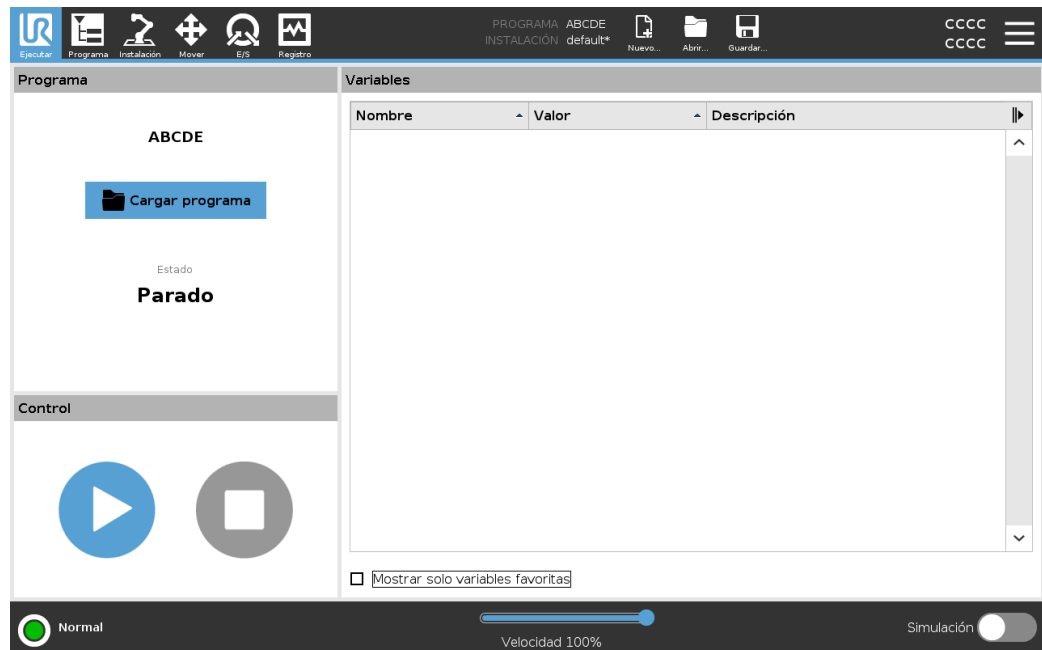 UR
Ejecutar
Programa
Instalación
Mover
E/S
Registro
PROGRAMA ABCDE
INSTALACIÓN default*
Nuevo...
Abrir...
Guardar...
CCCC
CCCC
Programa
ABCDE
Cargar programa
Estado
Parado
Control
Variables
Nombre Valor Descripción
Mostrar solo variables favoritas
Normal
Velocidad 100%
Simulación